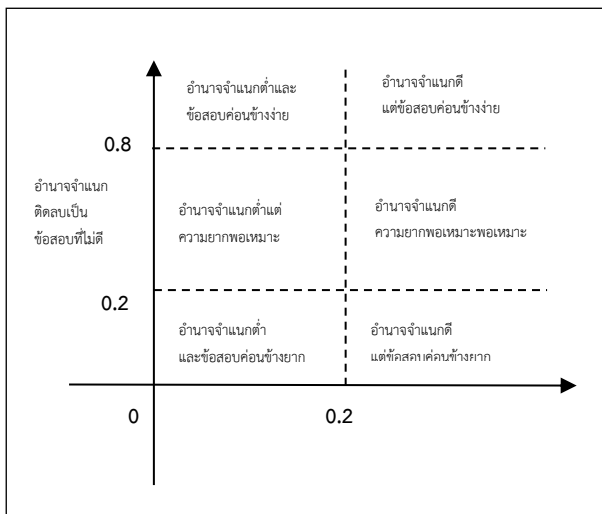 อำนาจจำแนกต่ำและ
ข้อสอบค่อนข้างง่าย
อำนาจจำแนกดี
แต่ข้อสอบค่อนข้างง่าย
0.8
อำนาจจำแนก
ติดลบเป็น
ข้อสอบที่ไม่ดี
อำนาจจำแนกต่ำแต่
ความยากพอเหมาะ
อำนาจจำแนกดี
ความยากพอเหมาะพอเหมาะ
0.2
อำนาจจำแนกต่ำ
และข้อสอบค่อนข้างยาก
อำนาจจำแนกดี
แต่ข้อสอบค่อนข้างยาก
0
0.2